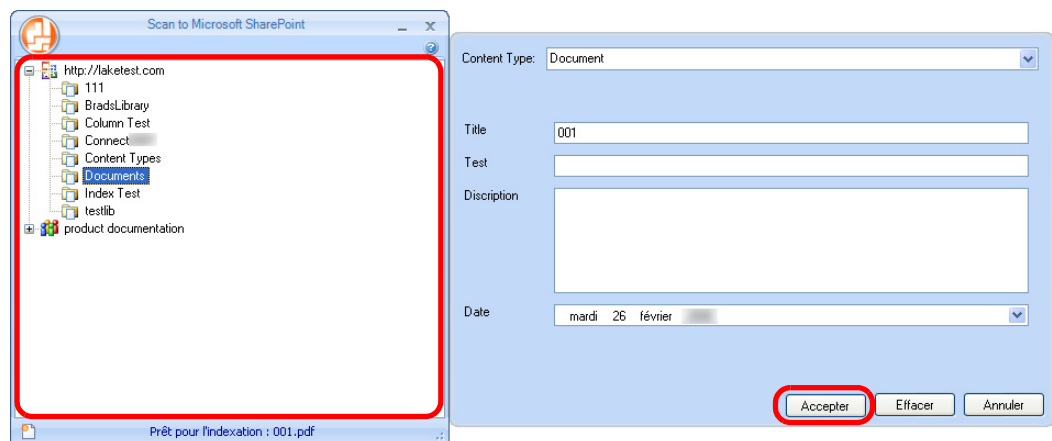 Scan to Microsoft SharePoint
http://laketest.com
111
BradsLibrary
Column Test
Connect
Content Types
Documents
Index Test
testlib
product documentation
Prêt pour l'indexation : 001.pdf
Content Type: Document
Title 001
Test
Discription
Date mardi 26 février
Accepter Effacer Annuler